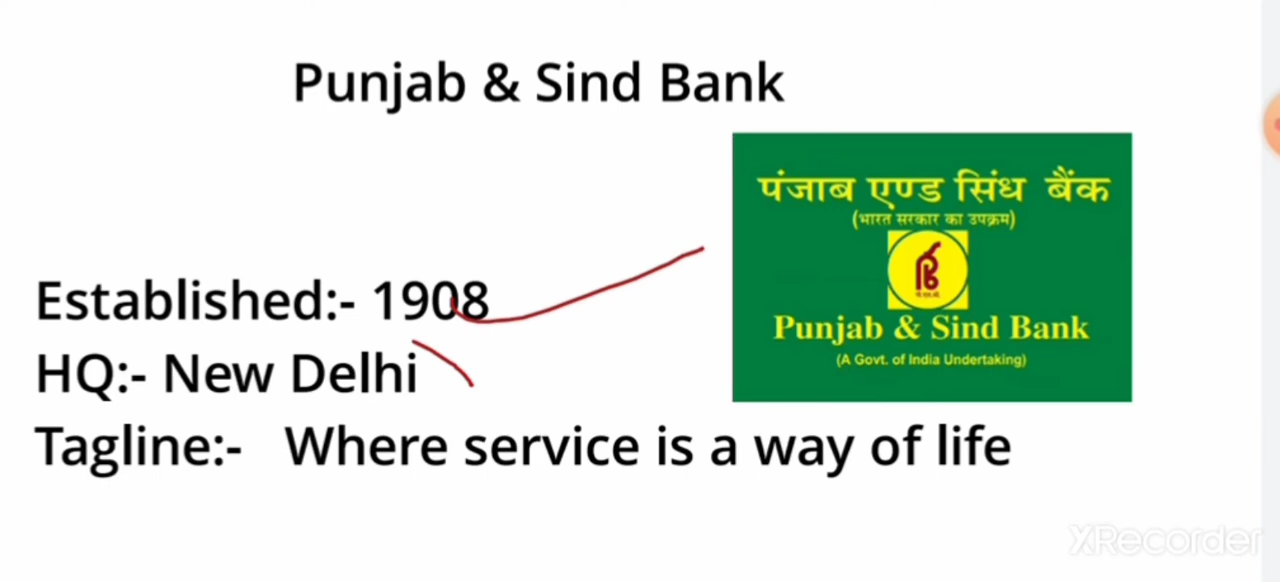 Punjab & Sind Bank
पंजाब एण्ड सिंध बैंक
(भारत सरकार का उपक्रम)
Punjab & Sind Bank
(A Govt. of India Undertaking)
Established:- 1908
HQ:- New Delhi
Tagline:- Where service is a way of life
XRecorder